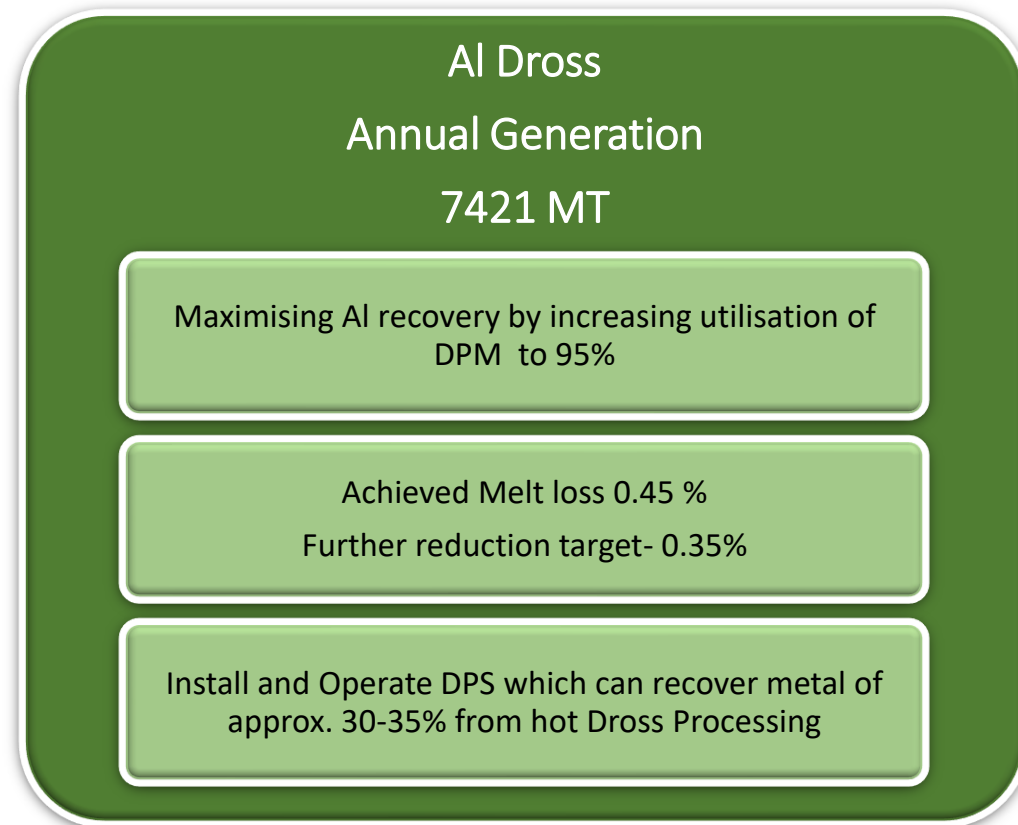 Al Dross
Annual Generation
7421 MT
Maximising Al recovery by increasing utilisation of
DPM to 95%
Achieved Melt loss 0.45 %
Further reduction target- 0.35%
Install and Operate DPS which can recover metal of
approx. 30-35% from hot Dross Processing